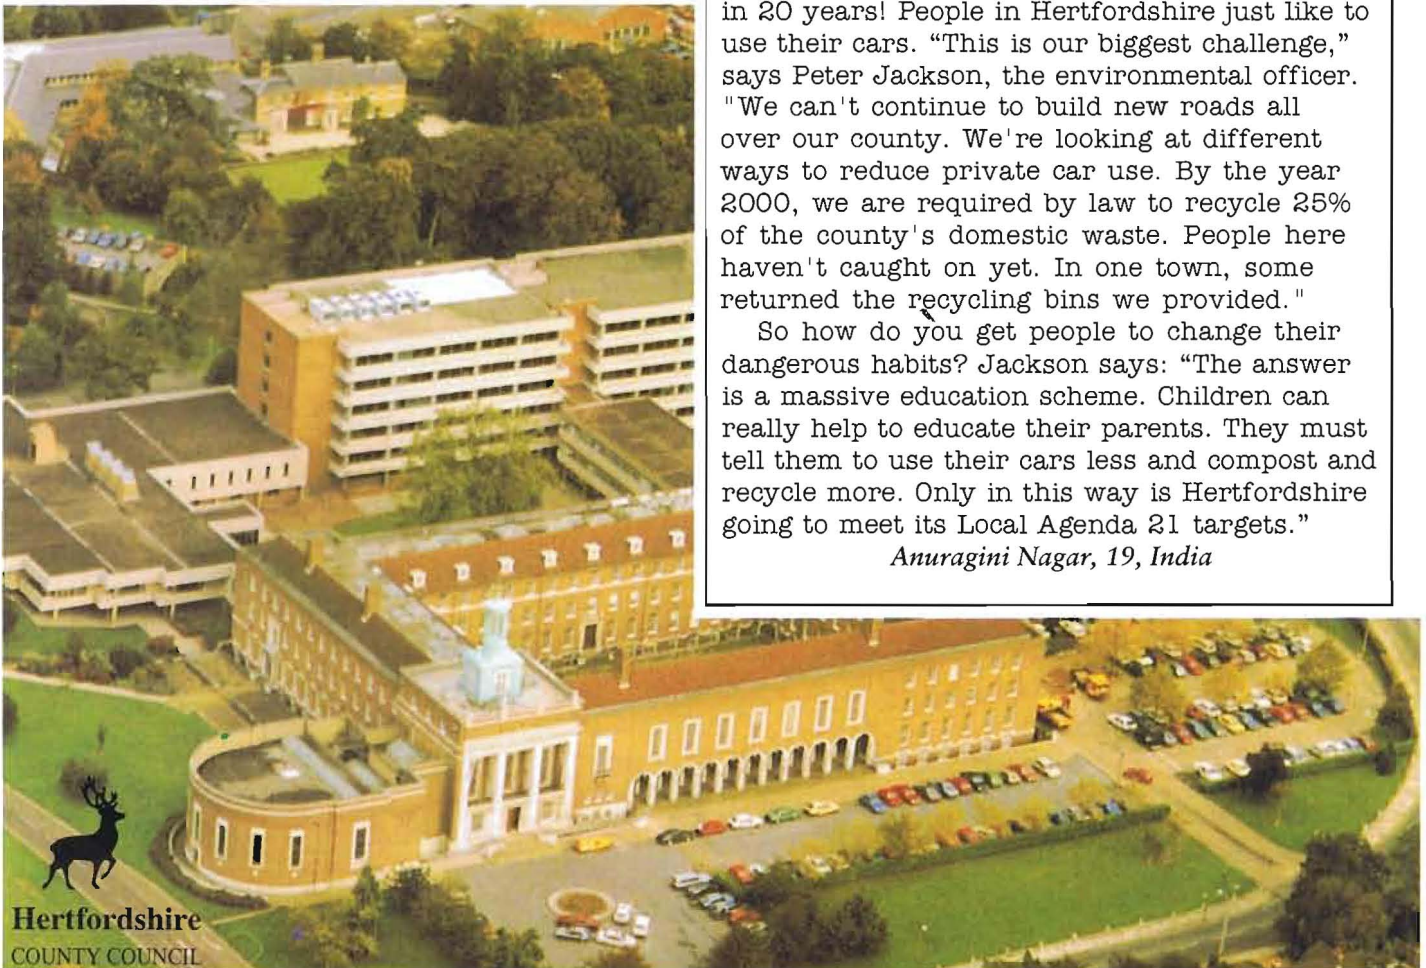 in 20 years! People in Hertfordshire just like to
use their cars. “This is our biggest challenge,”
says Peter Jackson, the environmental officer.
"We can't continue to build new roads all
over our county. We're looking at different
ways to reduce private car use. By the year
2000, we are required by law to recycle 25%
of the county's domestic waste. People here
haven't caught on yet. In one town, some
returned the recycling bins we provided."
So how do you get people to change their
dangerous habits? Jackson says: “The answer
is a massive education scheme. Children can
really help to educate their parents. They must
tell them to use their cars less and compost and
recycle more. Only in this way is Hertfordshire
going to meet its Local Agenda 21 targets.”
Anuragini Nagar, 19, India
Hertfordshire
COUNTY COUNCIL